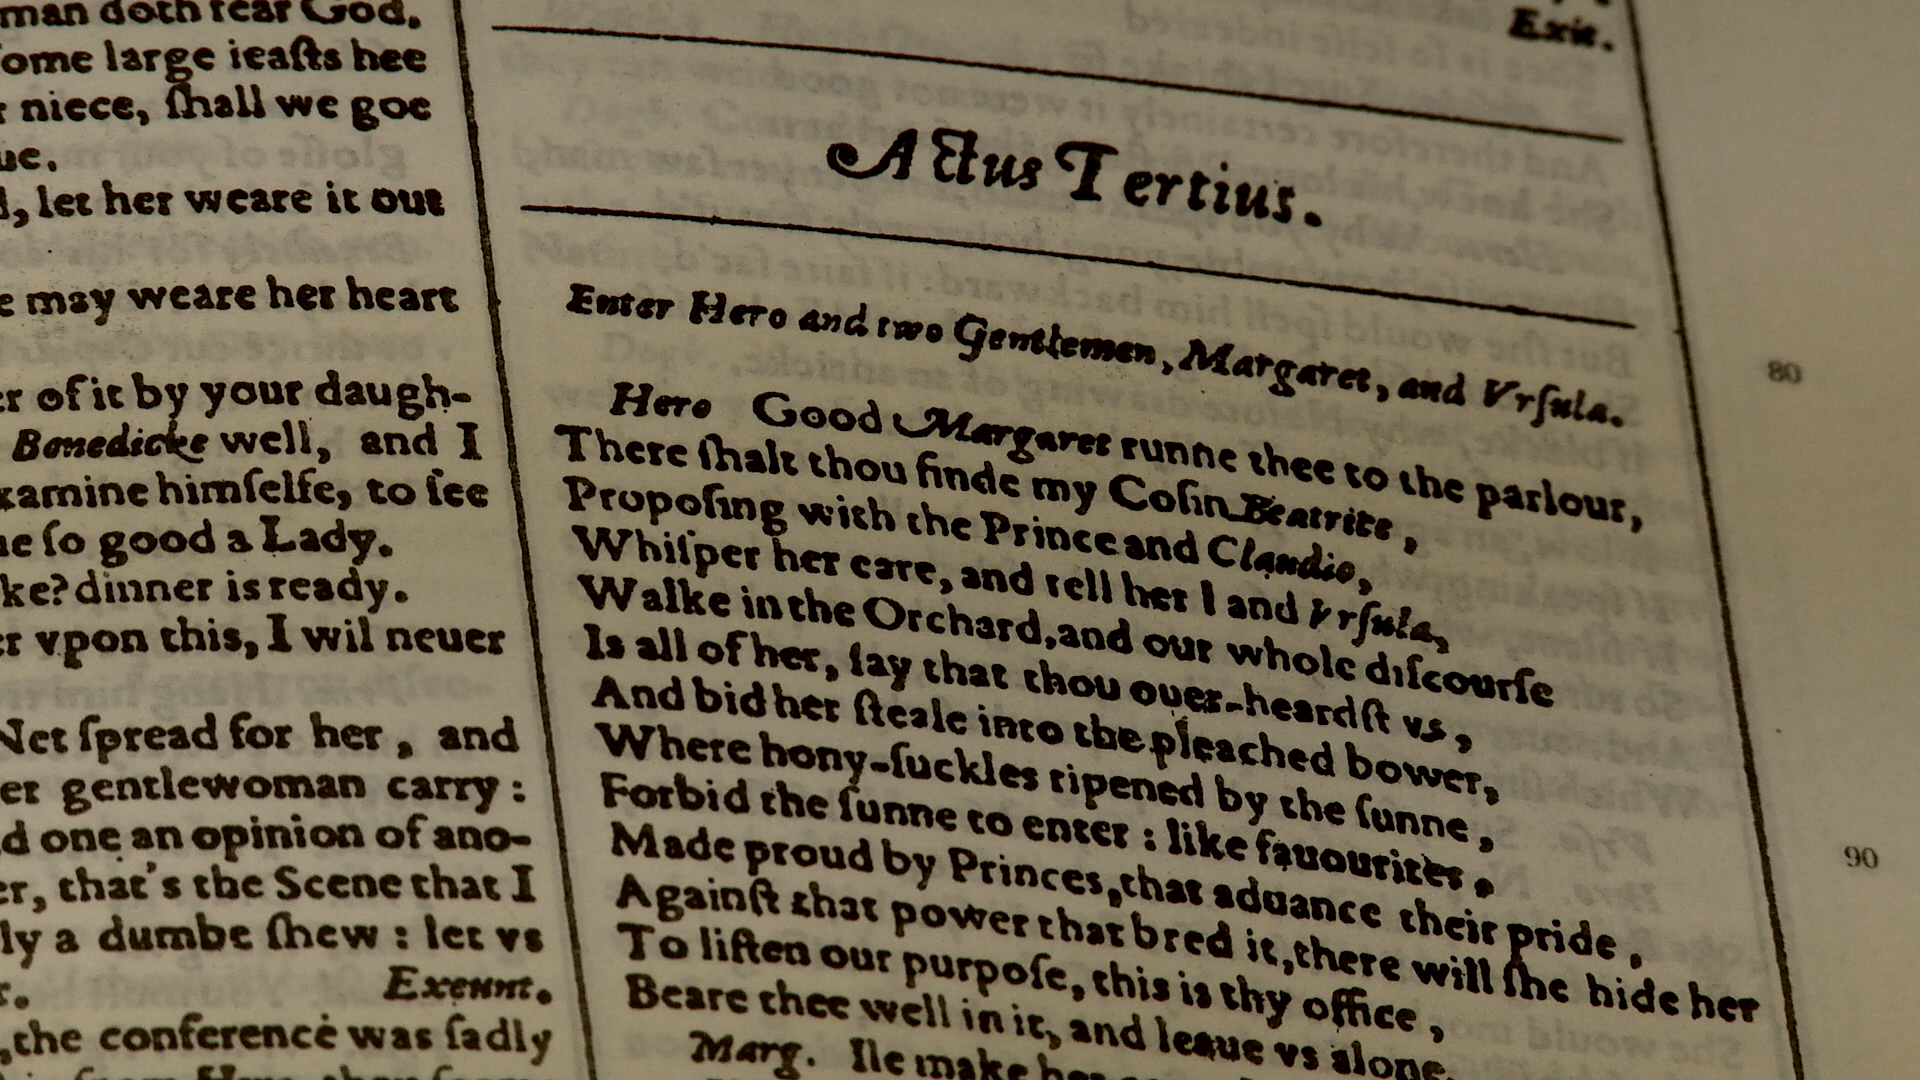 man doth fear God.
ſome large ieaſts hee
niece, ſhall we goe
ue.
let her weare it out
may weare her heart
of it by your daugh-
Benedicke well, and I
examine himſelfe, to ſee
ſo good a Lady.
ke? dinner is ready.
vpon this, I wil neuer
Net ſpread for her, and
gentlewoman carry:
one an opinion of ano-
that's the Scene that I
ly a dumbe ſhew: let vs
Exeunt.
,the conference was ſadly
Exit.
Actus Tertius.
Enter Hero and two Gentlemen, Margaret, and Vrſula.
Hero Good Margaret runne thee to the parlour,
There ſhalt thou finde my Coſin Beatrice,
Propoſing with the Prince and Claudio,
Whiſper her eare, and tell her I and Vrſula,
Walke in the Orchard, and our whole diſcourſe
Is all of her, ſay that thou ouer-heardſt vs,
And bid her ſteale into the pleached bower,
Where hony-ſuckles ripened by the ſunne,
Forbid the ſunne to enter: like fauourites,
Made proud by Princes, that aduance their pride,
Againſt that power that bred it, there will ſhe hide her
To liſten our purpoſe, this is thy office,
Beare thee well in it, and leaue vs alone.
Marg. Ile make her
80
90